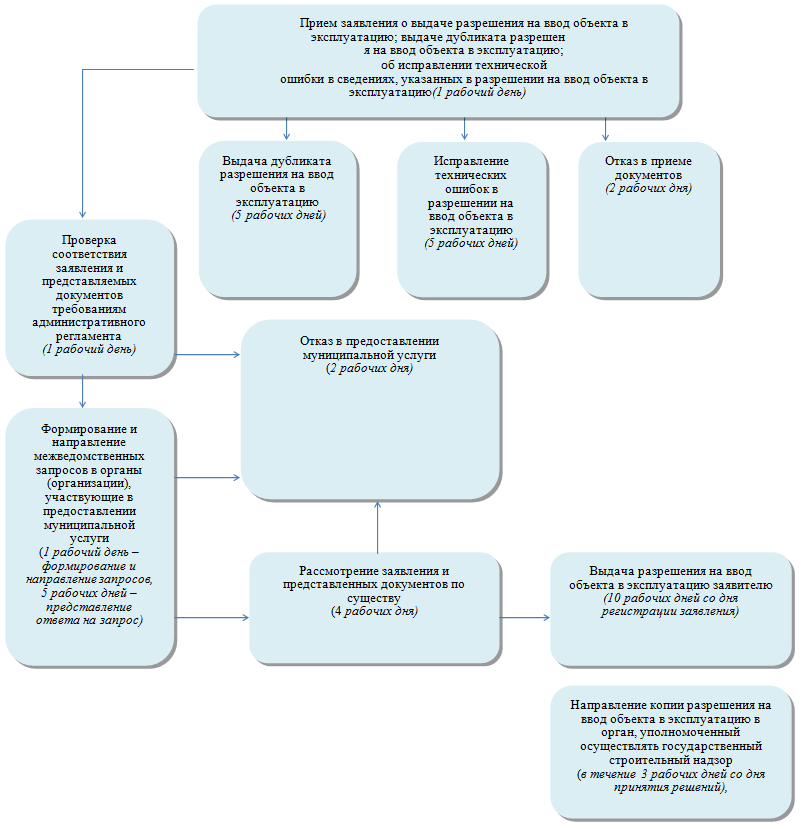 Прием заявления о выдаче разрешения на ввод объекта в
эксплуатацию; выдаче дубликата разрешен
я на ввод объекта в эксплуатацию;
об исправлении технической
ошибки в сведениях, указанных в разрешении на ввод объекта в
эксплуатацию(1 рабочий день)
Выдача дубликата
разрешения на ввод
объекта в
эксплуатацию
(5 рабочих дней)
Исправление
технических
ошибок в
разрешении на
ввод объекта в
эксплуатацию
(5 рабочих дней)
Отказ в приеме
документов
(2 рабочих дня)
Проверка
соответствия
заявления и
представляемых
документов
требованиям
административного
регламента
(1 рабочий день)
Отказ в предоставлении
муниципальной услуги
(2 рабочих дня)
Формирование и
направление
межведомственных
запросов в органы
(организации),
участвующие в
предоставлении
муниципальной
услуги
(1 рабочий день –
формирование и
направление запросов,
5 рабочих дней –
представление
ответа на запрос)
Рассмотрение заявления и
представленных документов по
существу
(4 рабочих дня)
Выдача разрешения на ввод
объекта в эксплуатацию заявителю
(10 рабочих дней со дня
регистрации заявления)
Направление копии разрешения на
ввод объекта в эксплуатацию в
орган, уполномоченный
осуществлять государственный
строительный надзор
(в течение 3 рабочих дней со дня
принятия решений),